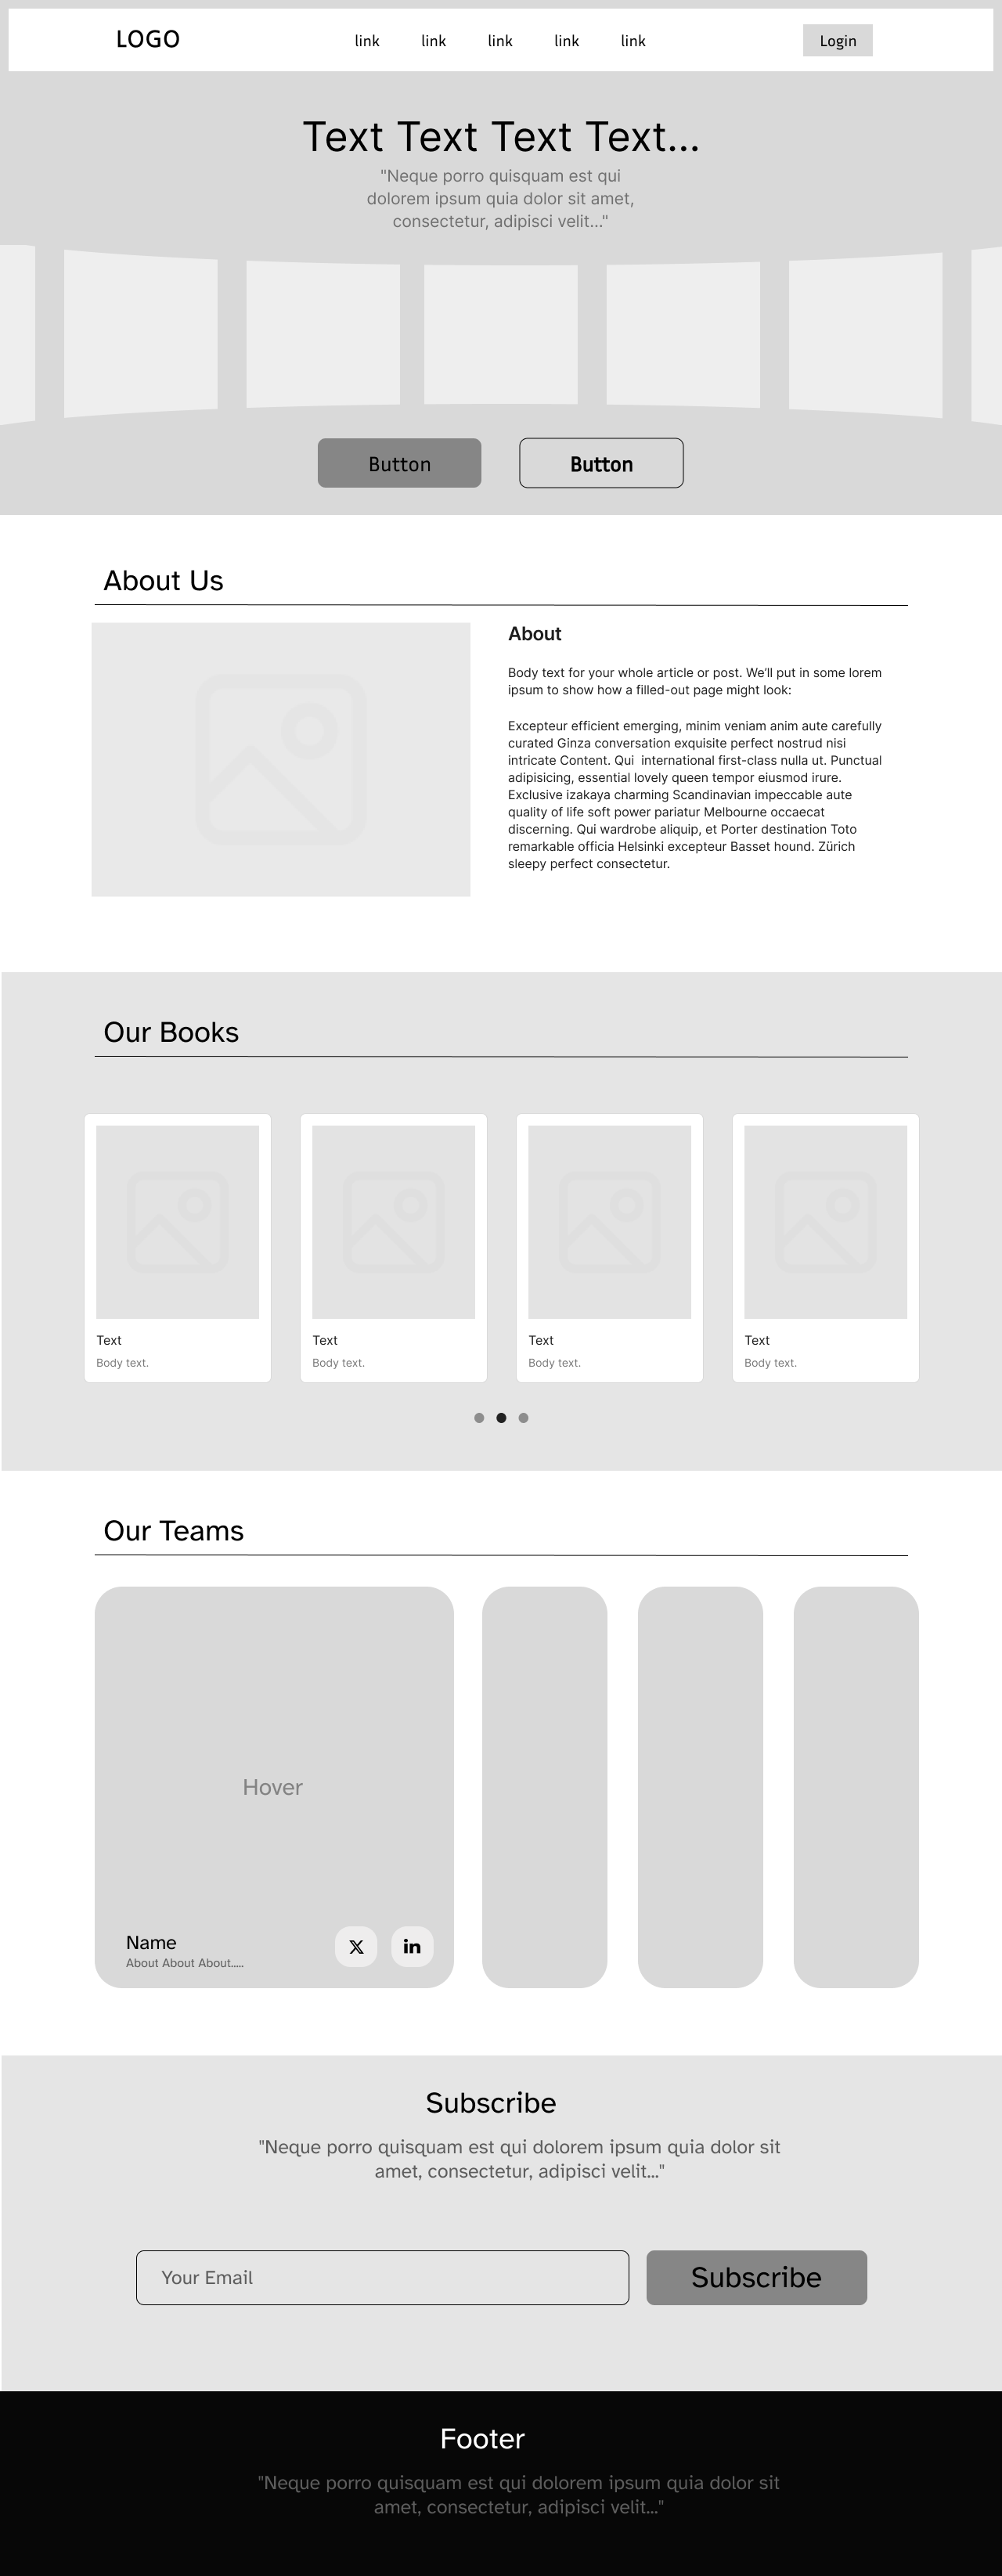 LOGO
link
link
link
link
link
Login
Text Text Text Text...
"Neque porro quisquam est qui
dolorem ipsum quia dolor sit amet,
consectetur, adipisci velit..."
Button
Button
About Us
About
Body text for your whole article or post. We’ll put in some lorem
ipsum to show how a filled-out page might look:
Excepteur efficient emerging, minim veniam anim aute carefully
curated Ginza conversation exquisite perfect nostrud nisi
intricate Content. Qui  international first-class nulla ut. Punctual
adipisicing, essential lovely queen tempor eiusmod irure.
Exclusive izakaya charming Scandinavian impeccable aute
quality of life soft power pariatur Melbourne occaecat
discerning. Qui wardrobe aliquip, et Porter destination Toto
remarkable officia Helsinki excepteur Basset hound. Zürich
sleepy perfect consectetur.
Our Books
Text
Body text.
Text
Body text.
Text
Body text.
Text
Body text.
Our Teams
Hover
Name
About About About.....
X
in
Subscribe
"Neque porro quisquam est qui dolorem ipsum quia dolor sit
amet, consectetur, adipisci velit..."
Your Email
Subscribe
Footer
"Neque porro quisquam est qui dolorem ipsum quia dolor sit
amet, consectetur, adipisci velit..."